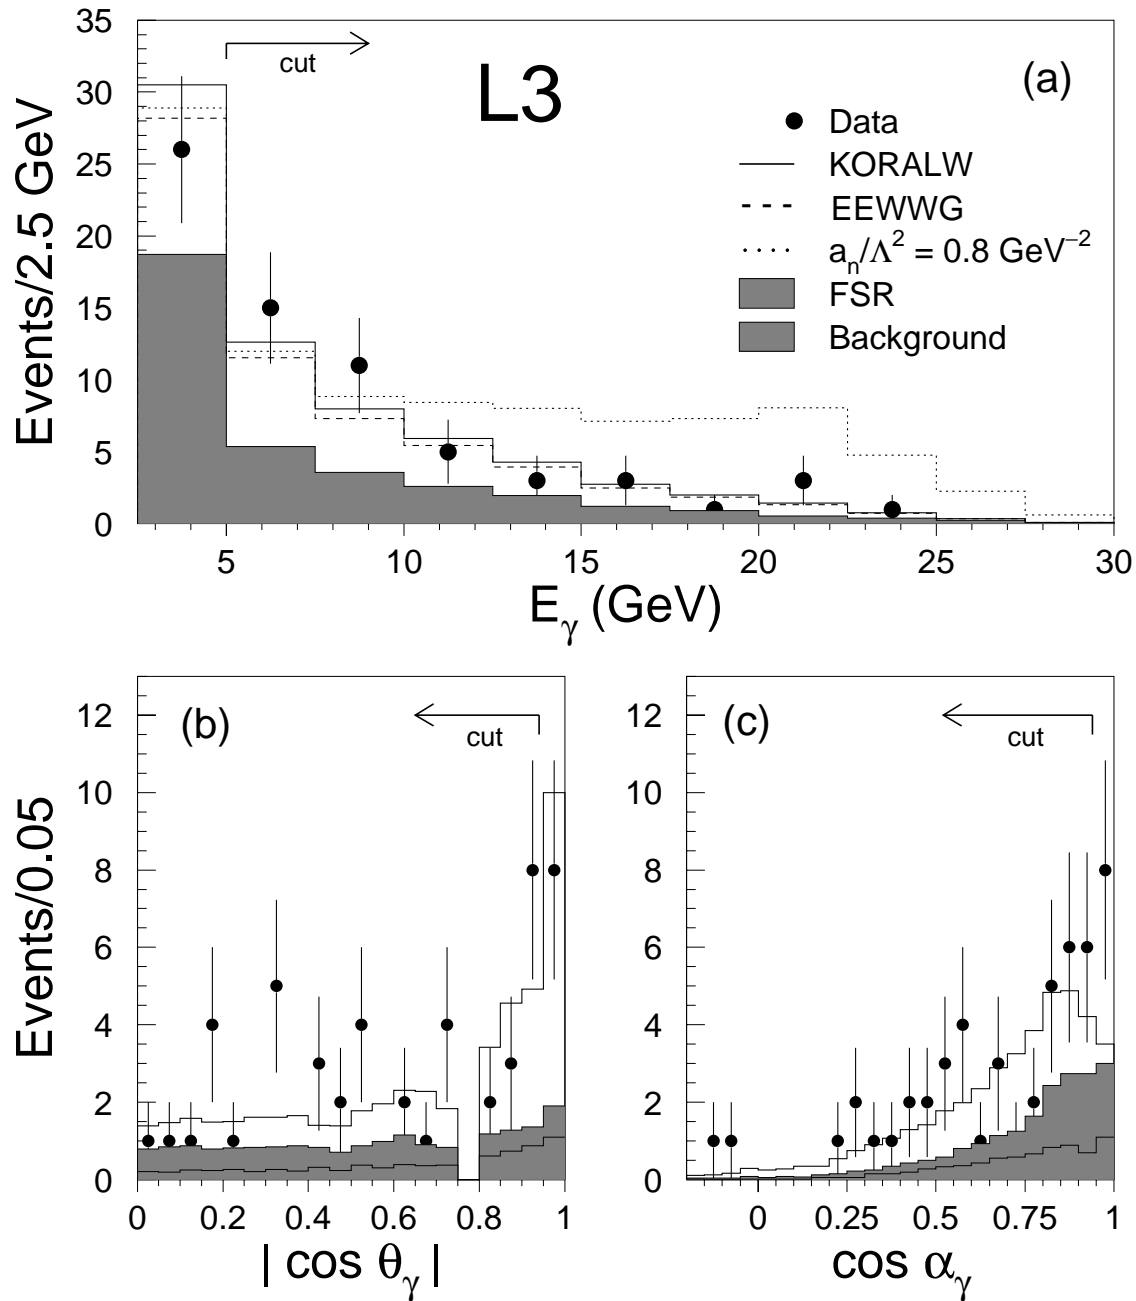 35
30
25
20
15
10
5
0
Events/2.5 GeV
cut
L3
(a)
Data
KORALW
EEWWG
aₙ/Λ² = 0.8 GeV⁻²
FSR
Background
5 10 15 20 25 30
E_γ (GeV)
12
10
8
6
4
2
0
Events/0.05
(b)
cut
0 0.2 0.4 0.6 0.8 1
| cos θ_γ |
12
10
8
6
4
2
0
(c)
cut
0 0.25 0.5 0.75 1
cos α_γ